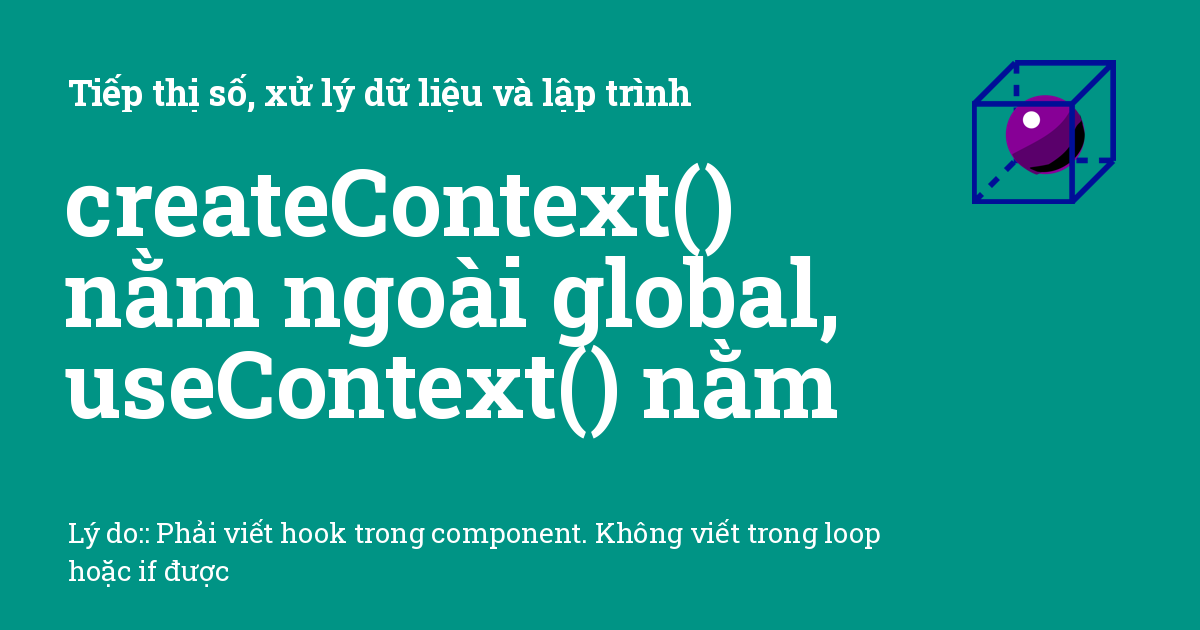 Tiếp thị số, xử lý dữ liệu và lập trình
createContext()
nằm ngoài global,
useContext() nằm
Lý do:: Phải viết hook trong component. Không viết trong loop
hoặc if được